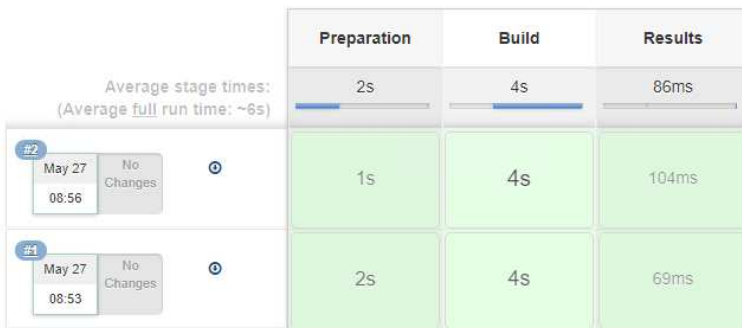 Preparation Build Results
Average stage times: 2s 4s 86ms
(Average full run time: ~6s)
#2
May 27 No Changes
08:56
1s 4s 104ms
#1
May 27 No Changes
08:53
2s 4s 69ms